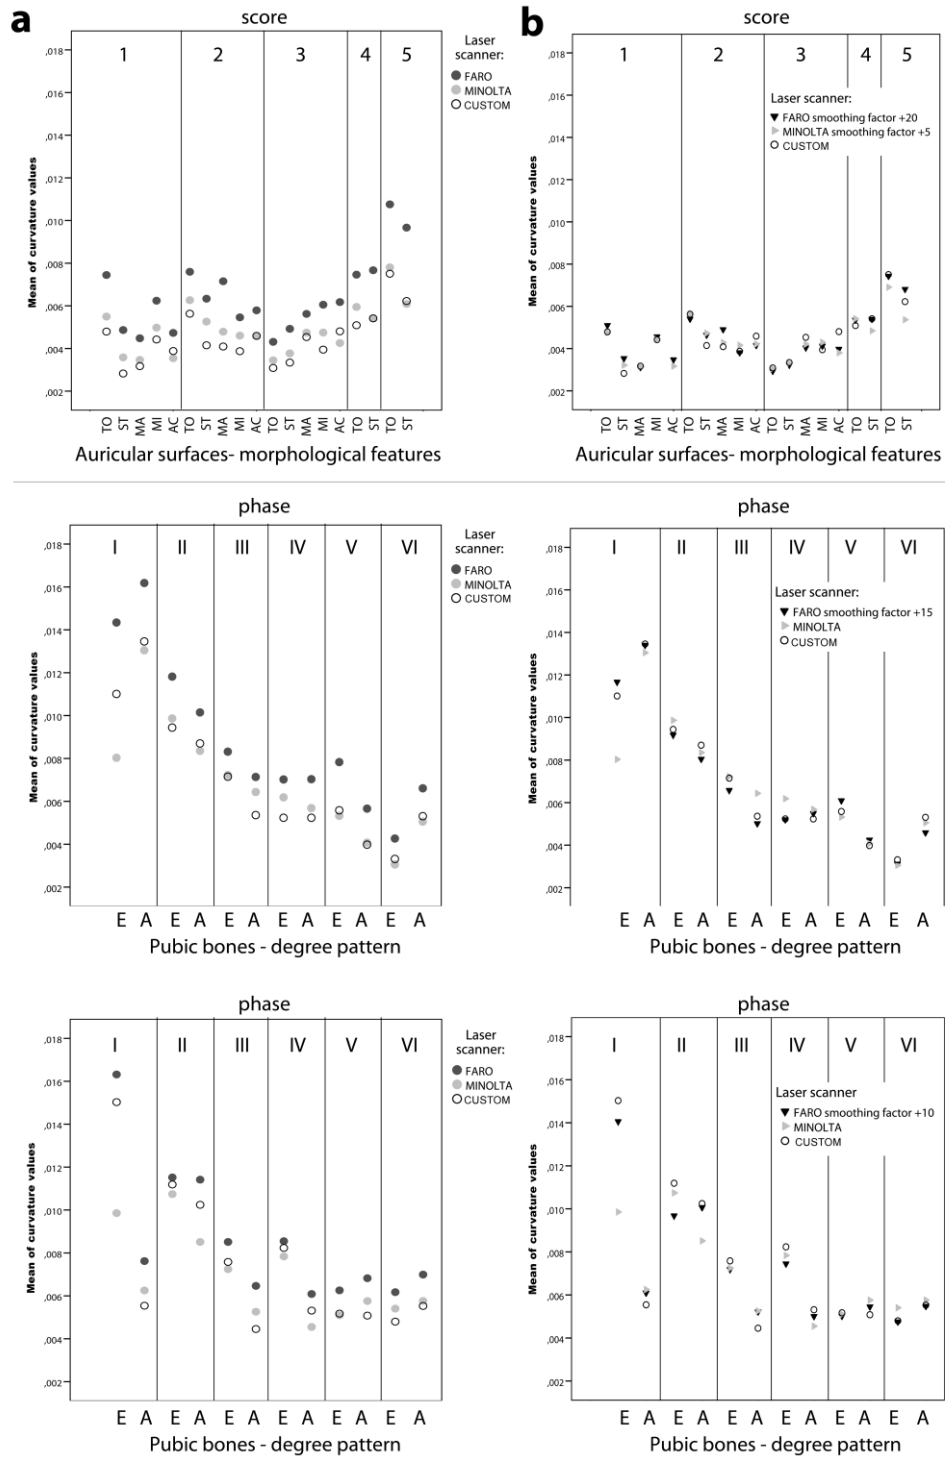 a
score
1 2 3 4 5
Laser
scanner:
FARO
MINOLTA
CUSTOM
Mean of curvature values
,018
,016
,014
,012
,010
,008
,006
,004
,002
TO ST MA MI AC TO ST MA MI AC TO ST MA MI AC TO ST TO ST
Auricular surfaces- morphological features
b
score
1 2 3 4 5
Laser scanner:
FARO smoothing factor +20
MINOLTA smoothing factor +5
CUSTOM
Mean of curvature values
,018
,016
,014
,012
,010
,008
,006
,004
,002
TO ST MA MI AC TO ST MA MI AC TO ST MA MI AC TO ST TO ST
Auricular surfaces- morphological features
phase
I II III IV V VI
Laser
scanner:
FARO
MINOLTA
CUSTOM
Mean of curvature values
,018
,016
,014
,012
,010
,008
,006
,004
,002
E A E A E A E A E A E A
Pubic bones - degree pattern
phase
I II III IV V VI
Laser scanner:
FARO smoothing factor +15
MINOLTA
CUSTOM
Mean of curvature values
,018
,016
,014
,012
,010
,008
,006
,004
,002
E A E A E A E A E A E A
Pubic bones - degree pattern
phase
I II III IV V VI
Laser
scanner:
FARO
MINOLTA
CUSTOM
Mean of curvature values
,018
,016
,014
,012
,010
,008
,006
,004
,002
E A E A E A E A E A E A
Pubic bones - degree pattern
phase
I II III IV V VI
Laser scanner
FARO smoothing factor +10
MINOLTA
CUSTOM
Mean of curvature values
,018
,016
,014
,012
,010
,008
,006
,004
,002
E A E A E A E A E A E A
Pubic bones - degree pattern